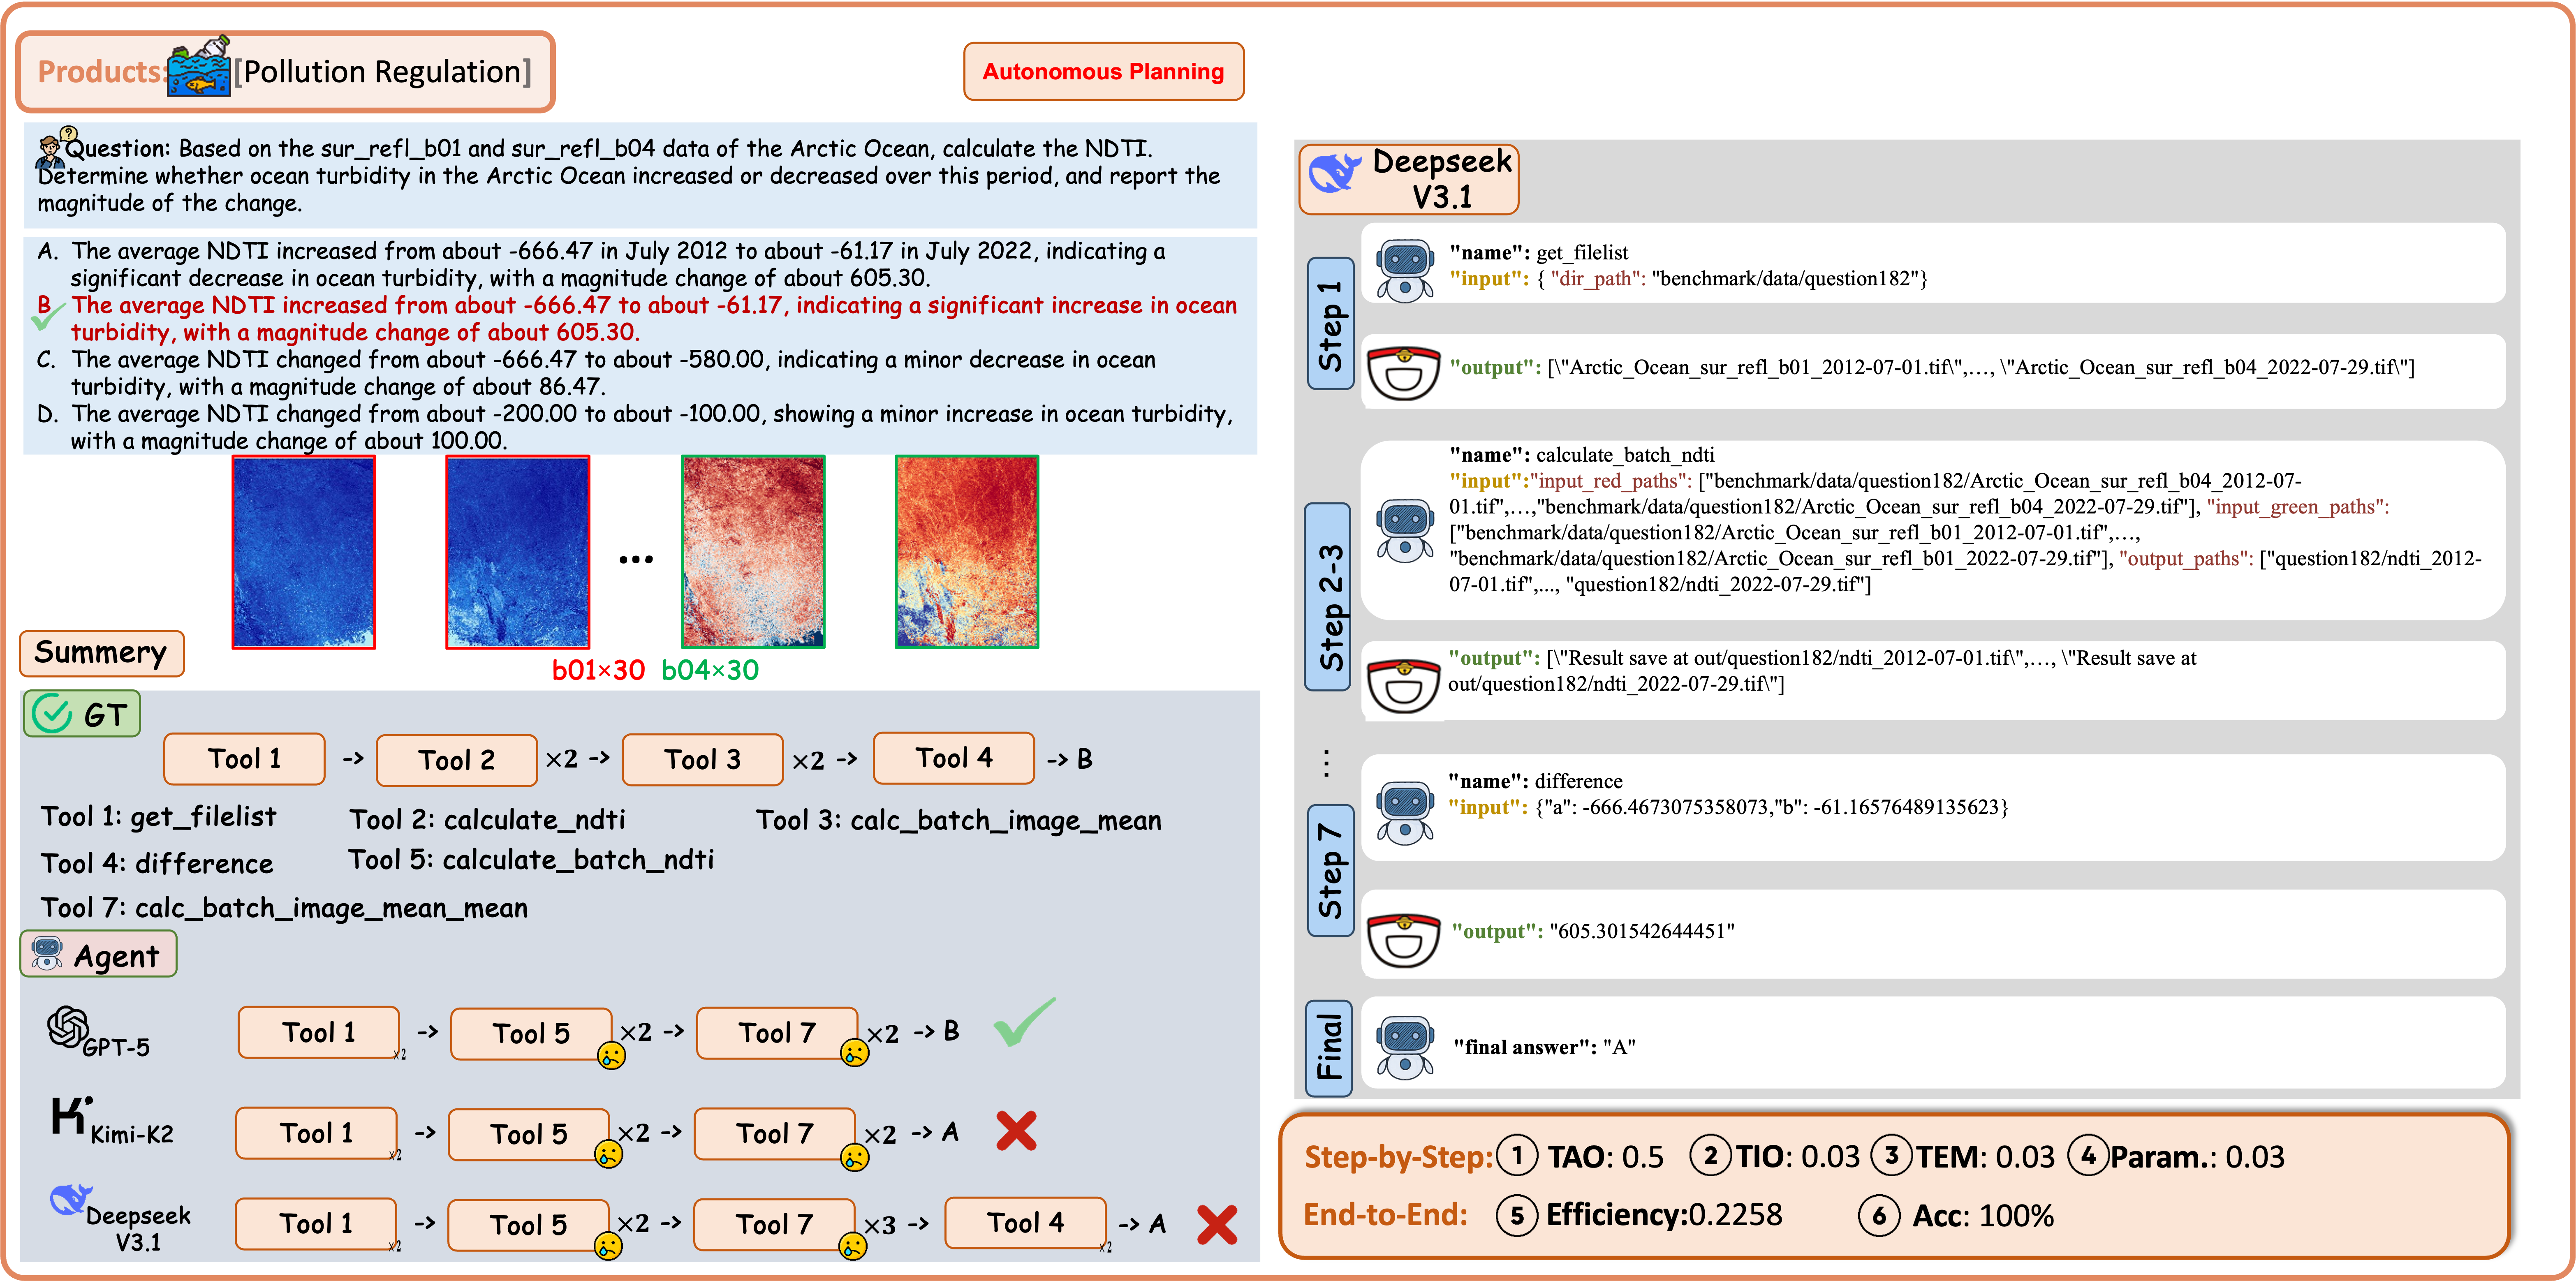 Products: [Pollution Regulation]
Autonomous Planning
Question: Based on the sur_refl_b01 and sur_refl_b04 data of the Arctic Ocean, calculate the NDTI.
Determine whether ocean turbidity in the Arctic Ocean increased or decreased over this period, and report the
magnitude of the change.
A. The average NDTI increased from about -666.47 in July 2012 to about -61.17 in July 2022, indicating a
significant decrease in ocean turbidity, with a magnitude change of about 605.30.
B. The average NDTI increased from about -666.47 to about -61.17, indicating a significant increase in ocean
turbidity, with a magnitude change of about 605.30.
C. The average NDTI changed from about -666.47 to about -580.00, indicating a minor decrease in ocean
turbidity, with a magnitude change of about 86.47.
D. The average NDTI changed from about -200.00 to about -100.00, showing a minor increase in ocean turbidity,
with a magnitude change of about 100.00.
...
b01×30 b04×30
Summery
GT
Tool 1 -> Tool 2 ×2 -> Tool 3 ×2 -> Tool 4 -> B
Tool 1: get_filelist Tool 2: calculate_ndti Tool 3: calc_batch_image_mean
Tool 4: difference Tool 5: calculate_batch_ndti
Tool 7: calc_batch_image_mean_mean
Agent
GPT-5 Tool 1 ×2 -> Tool 5 ×2 -> Tool 7 ×2 -> B
Kimi-K2 Tool 1 ×2 -> Tool 5 ×2 -> Tool 7 ×2 -> A
Deepseek V3.1 Tool 1 ×2 -> Tool 5 ×2 -> Tool 7 ×3 -> Tool 4 ×2 -> A
Deepseek
V3.1
Step 1
"name": get_filelist
"input": { "dir_path": "benchmark/data/question182"}
"output": [\"Arctic_Ocean_sur_refl_b01_2012-07-01.tif\",…, \"Arctic_Ocean_sur_refl_b04_2022-07-29.tif\"]
Step 2-3
"name": calculate_batch_ndti
"input":"input_red_paths": ["benchmark/data/question182/Arctic_Ocean_sur_refl_b04_2012-07-
01.tif",…,"benchmark/data/question182/Arctic_Ocean_sur_refl_b04_2022-07-29.tif"], "input_green_paths":
["benchmark/data/question182/Arctic_Ocean_sur_refl_b01_2012-07-01.tif",…,
"benchmark/data/question182/Arctic_Ocean_sur_refl_b01_2022-07-29.tif"], "output_paths": ["question182/ndti_2012-
07-01.tif",..., "question182/ndti_2022-07-29.tif"]
"output": [\"Result save at out/question182/ndti_2012-07-01.tif\",…, \"Result save at
out/question182/ndti_2022-07-29.tif\"]
...
Step 7
"name": difference
"input": {"a": -666.4673075358073,"b": -61.16576489135623}
"output": "605.301542644451"
Final
"final answer": "A"
Step-by-Step: 1 TAO: 0.5 2 TIO: 0.03 3 TEM: 0.03 4 Param.: 0.03
End-to-End: 5 Efficiency:0.2258 6 Acc: 100%